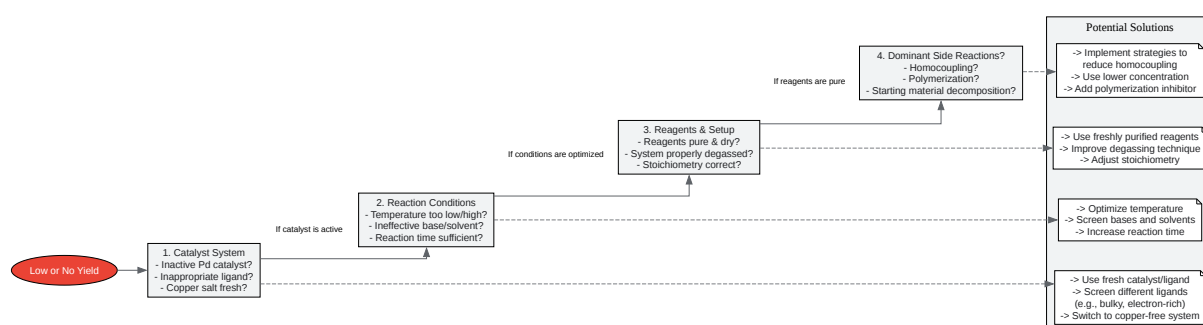 Low or No Yield
1. Catalyst System
- Inactive Pd catalyst?
- Inappropriate ligand?
- Copper salt fresh?
If catalyst is active
2. Reaction Conditions
- Temperature too low/high?
- Ineffective base/solvent?
- Reaction time sufficient?
If conditions are optimized
3. Reagents & Setup
- Reagents pure & dry?
- System properly degassed?
- Stoichiometry correct?
If reagents are pure
4. Dominant Side Reactions?
- Homocoupling?
- Polymerization?
- Starting material decomposition?
Potential Solutions
-> Implement strategies to
reduce homocoupling
-> Use lower concentration
-> Add polymerization inhibitor
-> Use freshly purified reagents
-> Improve degassing technique
-> Adjust stoichiometry
-> Optimize temperature
-> Screen bases and solvents
-> Increase reaction time
-> Use fresh catalyst/ligand
-> Screen different ligands
(e.g., bulky, electron-rich)
-> Switch to copper-free system